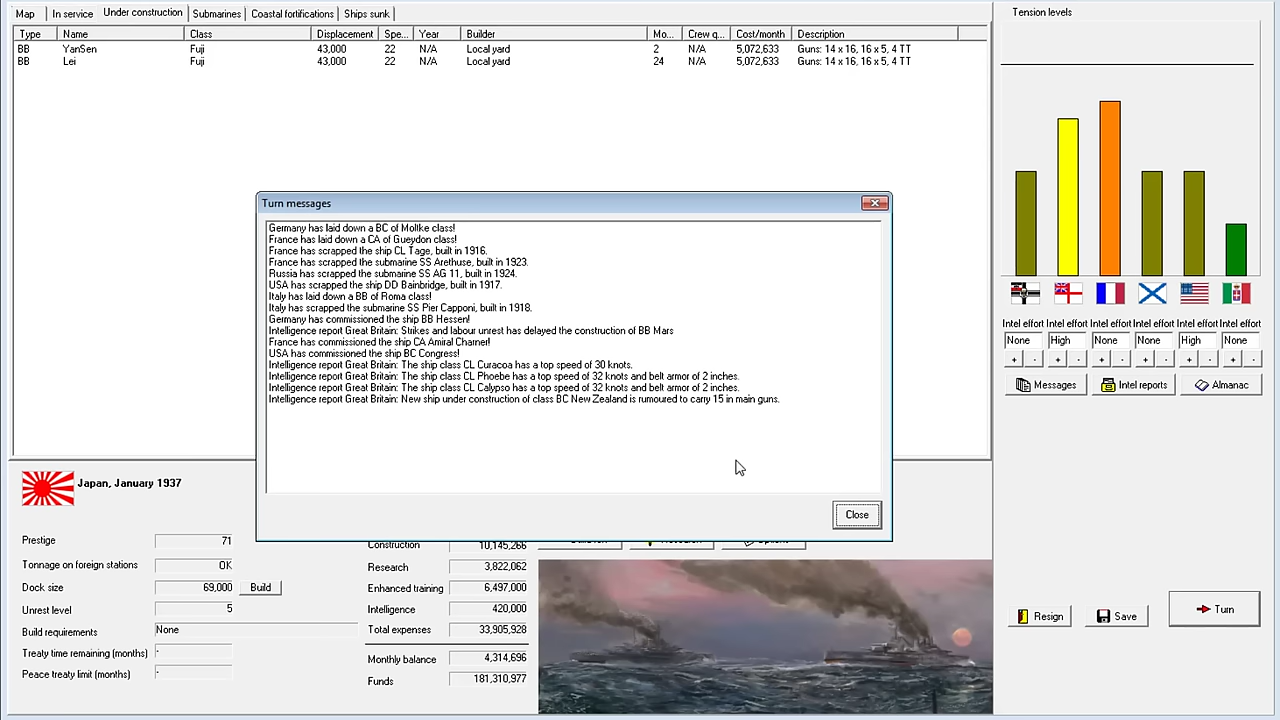 Map
In service
Under construction
Submarines
Coastal fortifications
Ships sunk
Tension levels
Type Name Class Displacement Spe... Year Builder Mo... Crew q... Cost/month Description
BB YanSen Fuji 43,000 22 N/A Local yard 2 N/A 5,072,633 Guns: 14 x 16, 16 x 5, 4 TT
BB Lei Fuji 43,000 22 N/A Local yard 24 N/A 5,072,633 Guns: 14 x 16, 16 x 5, 4 TT
Turn messages
Germany has laid down a BC of Moltke class!
France has laid down a CA of Gueydon class!
France has scrapped the ship CL Tage, built in 1916.
France has scrapped the submarine SS Arethuse, built in 1923.
Russia has scrapped the submarine SS AG 11, built in 1924.
USA has scrapped the ship DD Bainbridge, built in 1917.
Italy has laid down a BB of Roma class!
Italy has scrapped the submarine SS Pier Capponi, built in 1918.
Germany has commissioned the ship BB Hessen!
Intelligence report Great Britain: Strikes and labour unrest has delayed the construction of BB Mars
France has commissioned the ship CA Amiral Charner!
USA has commissioned the ship BC Congress!
Intelligence report Great Britain: The ship class CL Curacoa has a top speed of 30 knots.
Intelligence report Great Britain: The ship class CL Phoebe has a top speed of 32 knots and belt armor of 2 inches.
Intelligence report Great Britain: The ship class CL Calypso has a top speed of 32 knots and belt armor of 2 inches.
Intelligence report Great Britain: New ship under construction of class BC New Zealand is rumoured to carry 15 in main guns.
Close
Intel effort Intel effort Intel effort Intel effort Intel effort Intel effort
None High None None High None
+ - + - + - + - + - + -
Messages
Intel reports
Almanac
Japan, January 1937
Prestige 71
Tonnage on foreign stations OK
Dock size 69,000 Build
Unrest level 5
Build requirements None
Treaty time remaining (months) -
Peace treaty limit (months) -
Construction 10,145,266
Research 3,822,062
Enhanced training 6,497,000
Intelligence 420,000
Total expenses 33,905,928
Monthly balance 4,314,696
Funds 181,310,977
Resign
Save
Turn